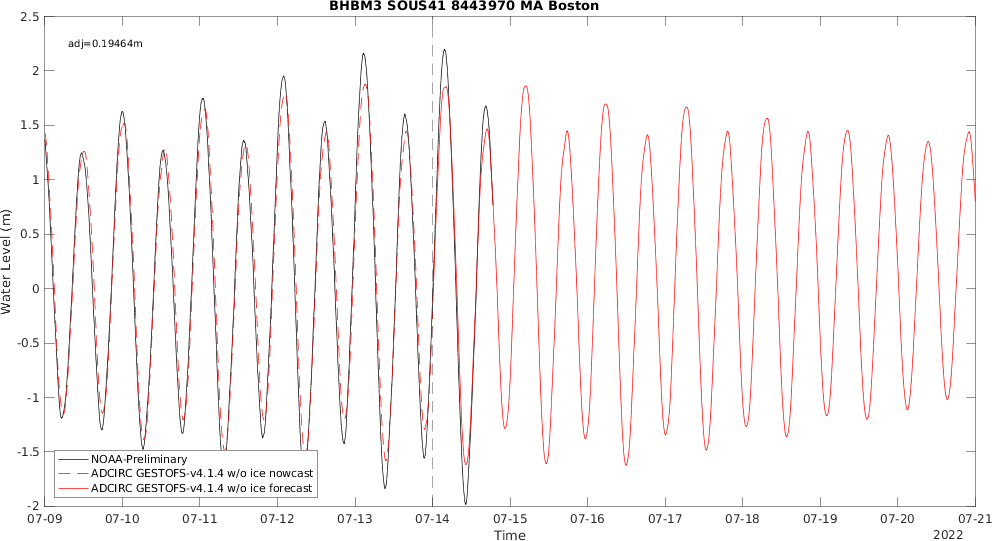 BHBM3 SOUS41 8443970 MA Boston
adj=0.19464m
2.5
2
1.5
1
0.5
0
-0.5
-1
-1.5
-2
Water Level (m)
NOAA-Preliminary
ADCIRC GESTOFS-v4.1.4 w/o ice nowcast
ADCIRC GESTOFS-v4.1.4 w/o ice forecast
07-09 07-10 07-11 07-12 07-13 07-14 07-15 07-16 07-17 07-18 07-19 07-20 07-21
Time
2022